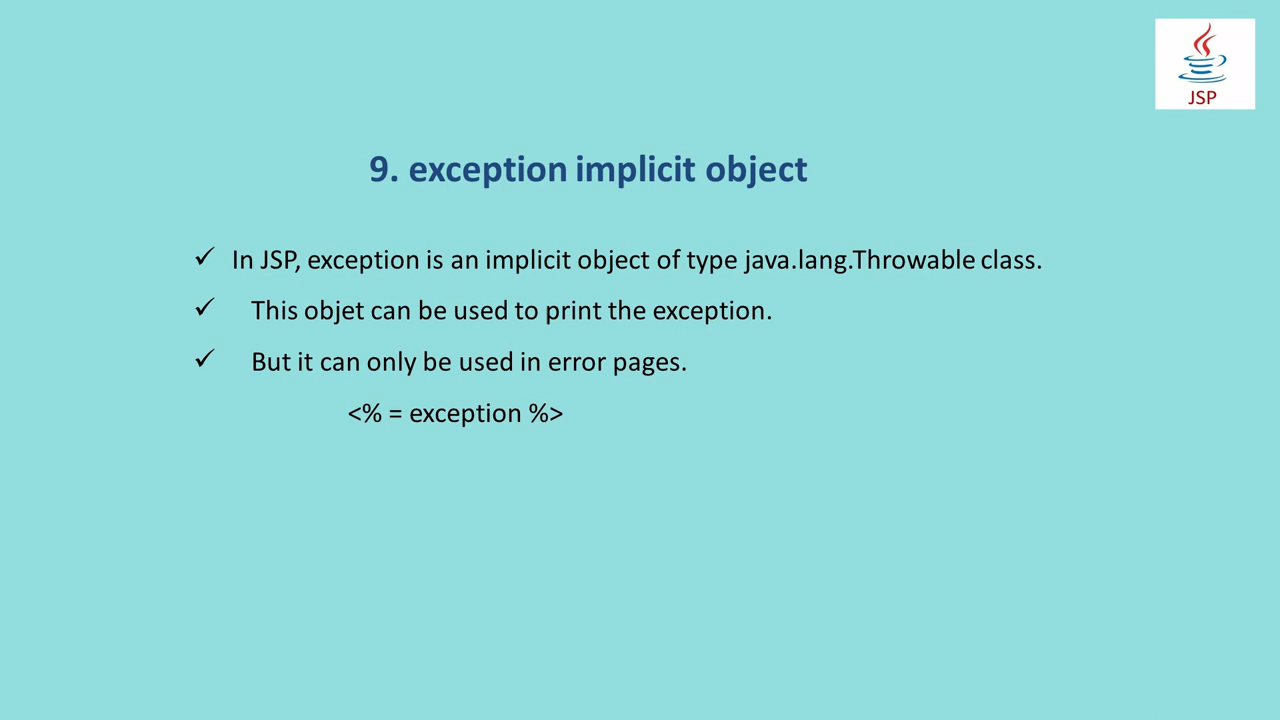 JSP
9. exception implicit object
✓ In JSP, exception is an implicit object of type java.lang.Throwable class.
✓ This objet can be used to print the exception.
✓ But it can only be used in error pages.
<% = exception %>